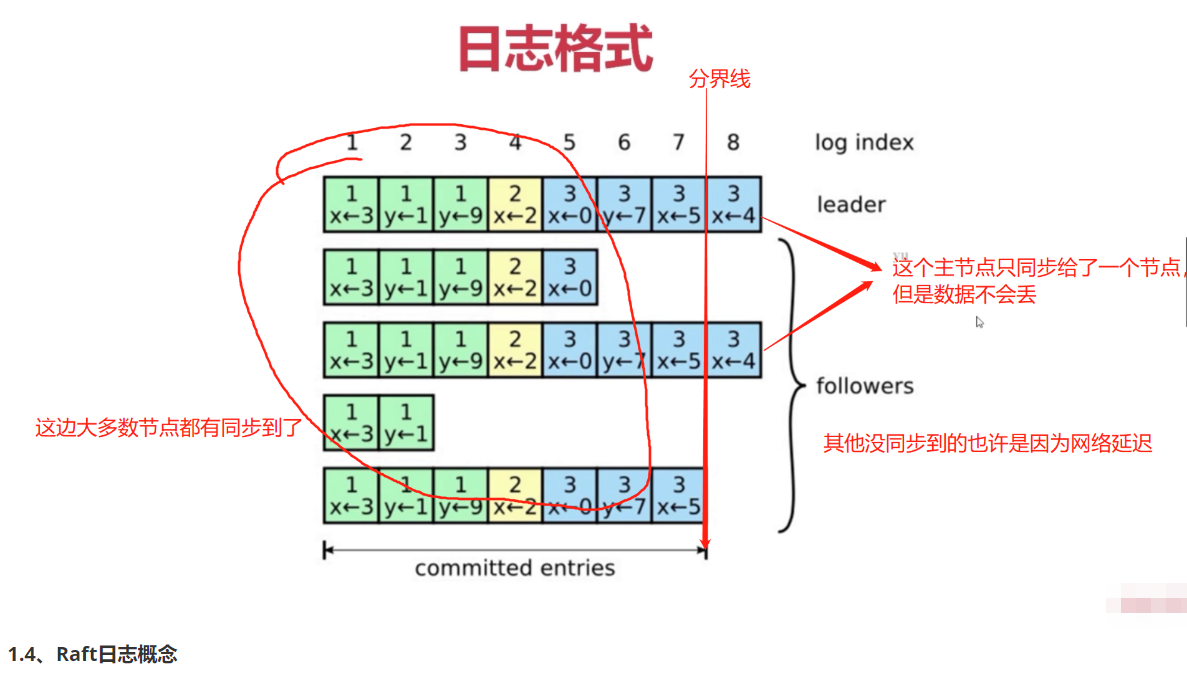 日志格式
分界线
1 2 3 4 5 6 7 8 log index
1 1 1 2 3 3 3 3
x←3 y←1 y←9 x←2 x←0 y←7 x←5 x←4
leader
1 1 1 2 3
x←3 y←1 y←9 x←2 x←0
这个主节点只同步给了一个节点,
但是数据不会丢
1 1 1 2 3 3 3 3
x←3 y←1 y←9 x←2 x←0 y←7 x←5 x←4
followers
1 1
x←3 y←1
这边大多数节点都有同步到了
其他没同步到的也许是因为网络延迟
1 1 1 2 3 3 3
x←3 y←1 y←9 x←2 x←0 y←7 x←5
committed entries
1.4、Raft日志概念